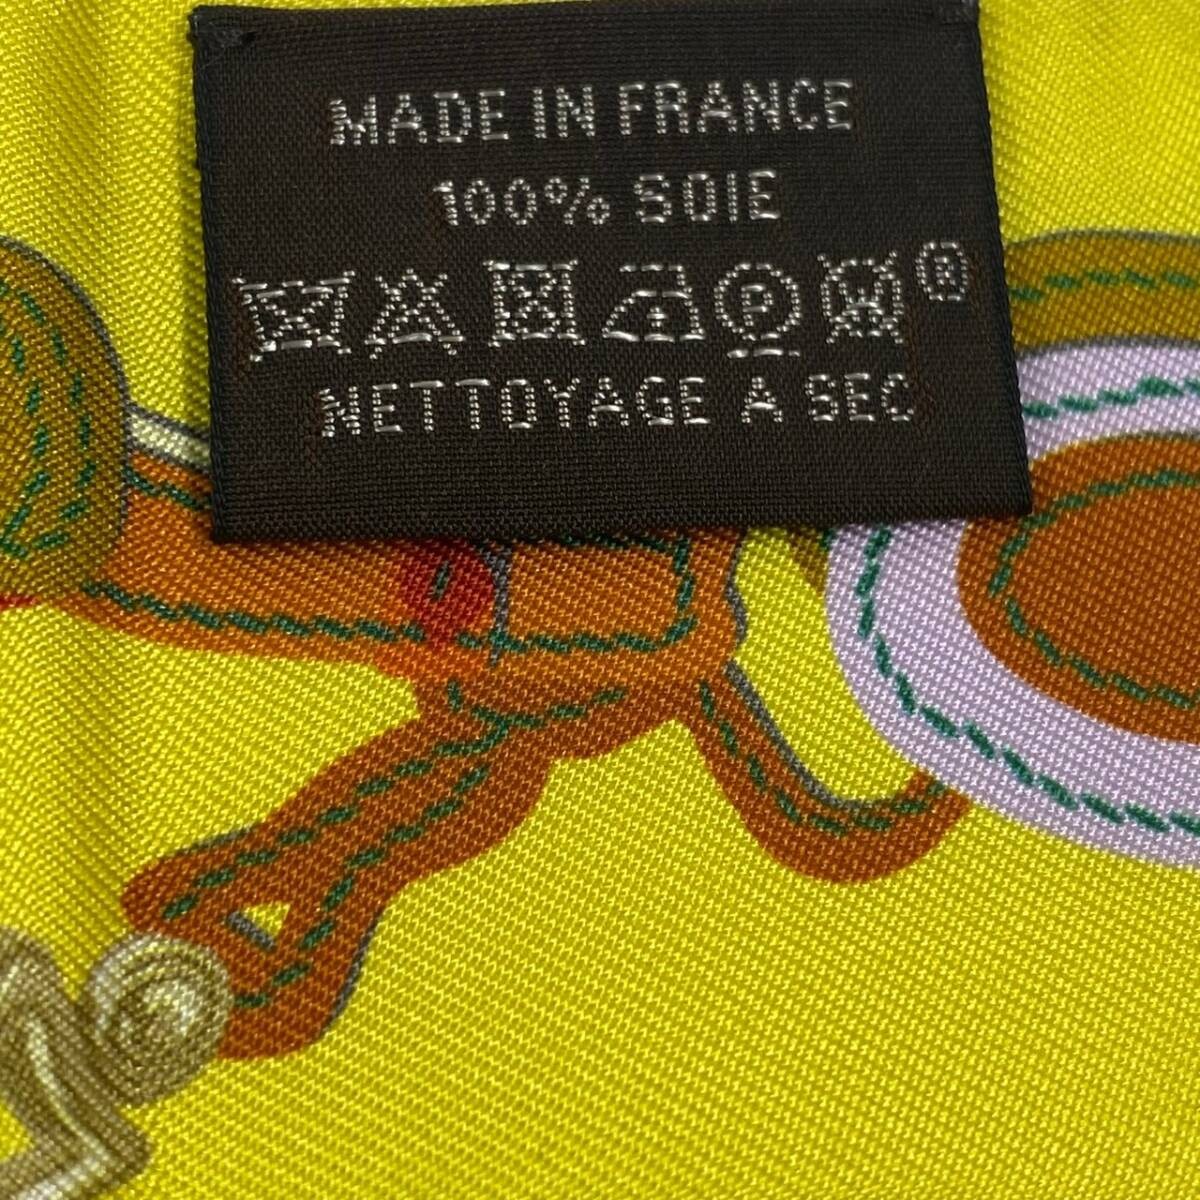 MADE IN FRANCE
100% SOIE
P W ®
NETTOYAGE A SEC